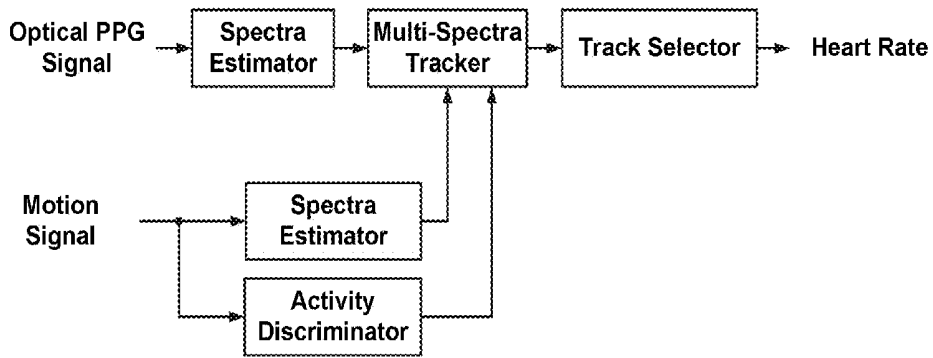 Optical PPG
Signal
Spectra
Estimator
Multi-Spectra
Tracker
Track Selector
Heart Rate
Motion
Signal
Spectra
Estimator
Activity
Discriminator